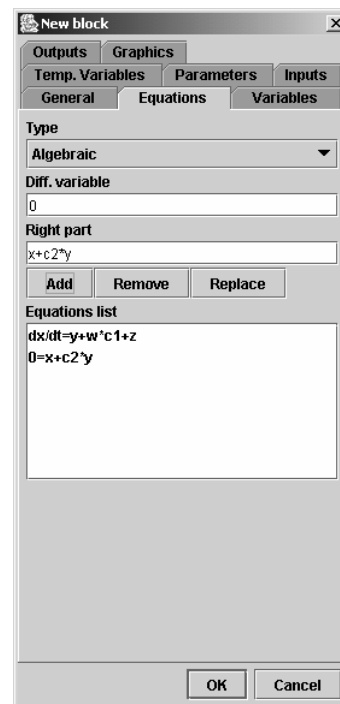 New block
Outputs Graphics
Temp. Variables Parameters Inputs
General Equations Variables
Type
Algebraic
Diff. variable
0
Right part
x+c2*y
Add Remove Replace
Equations list
dx/dt=y+w*c1+z
0=x+c2*y
OK Cancel